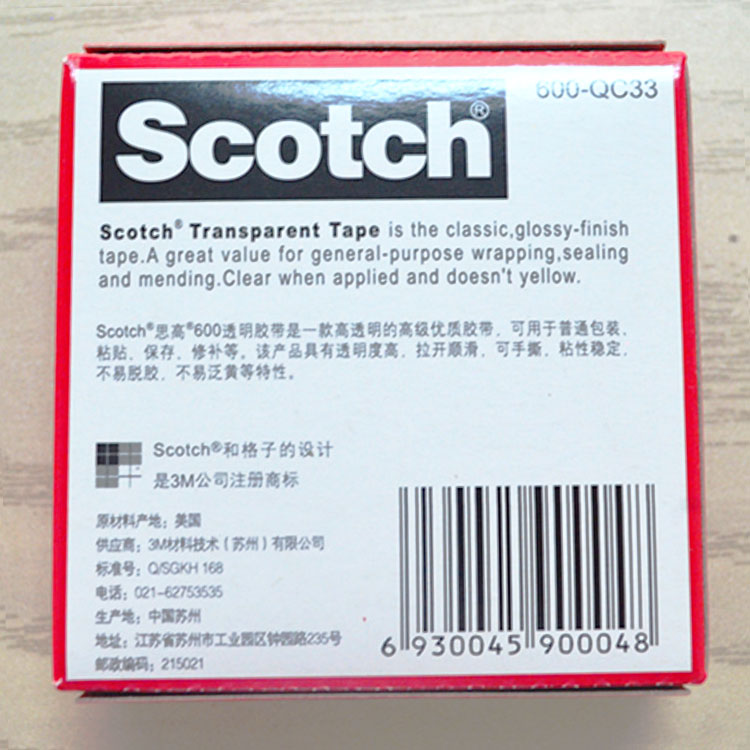 600-QC33
Scotch®
Scotch® Transparent Tape is the classic,glossy-finish
tape.A great value for general-purpose wrapping,sealing
and mending.Clear when applied and doesn't yellow.
Scotch®思高®600透明胶带是一款高透明的高级优质胶带，可用于普通包装、
粘贴、保存、修补等。该产品具有透明度高，拉开顺滑，可手撕，粘性稳定，
不易脱胶，不易泛黄等特性。
Scotch®和格子的设计
是3M公司注册商标
原材料产地：美国
供应商：3M材料技术（苏州）有限公司
标准号：Q/SGKH 168
电话：021-62753535
生产地：中国苏州
地址：江苏省苏州市工业园区钟园路235号
邮政编码：215021
6 930045 900048